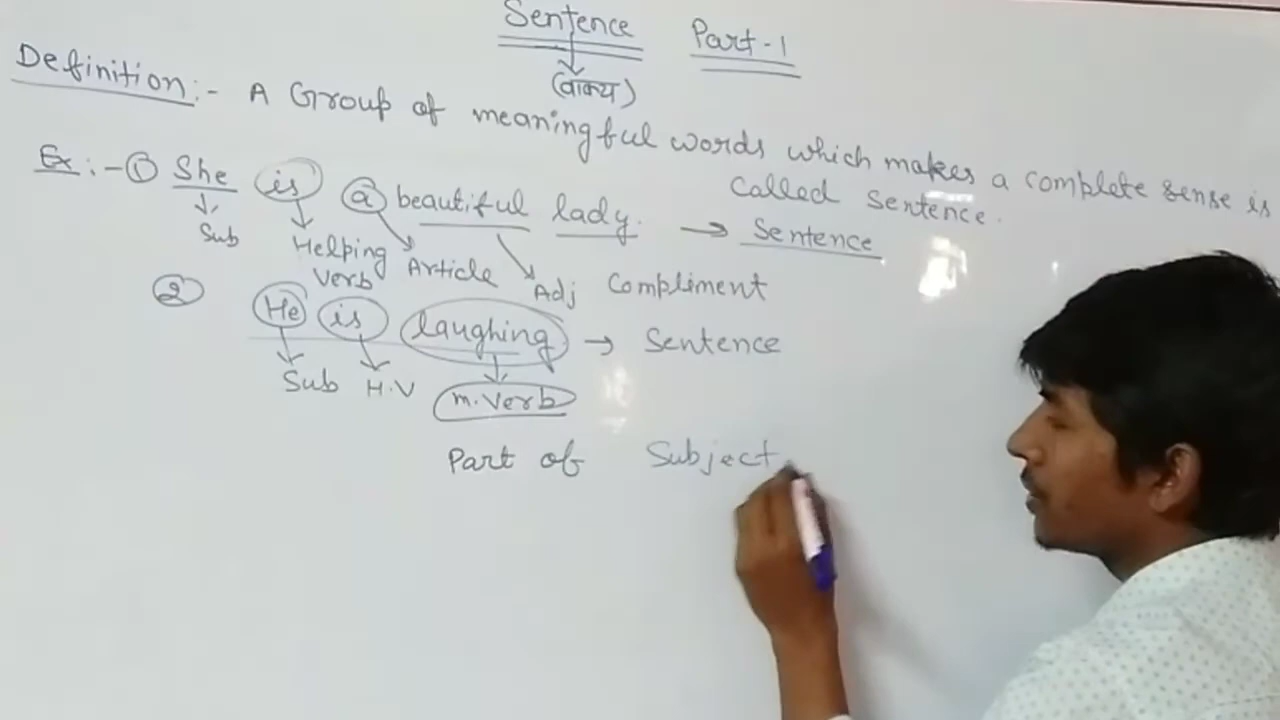 Sentence Part-1
(वाक्य)
Definition:- A Group of meaningful words which makes a complete sense is
called Sentence.
Ex:-① She is a beautiful lady. → Sentence
Sub Helping Verb Article Adj Compliment
② He is laughing → Sentence
Sub H.V m.Verb
Part of Subject